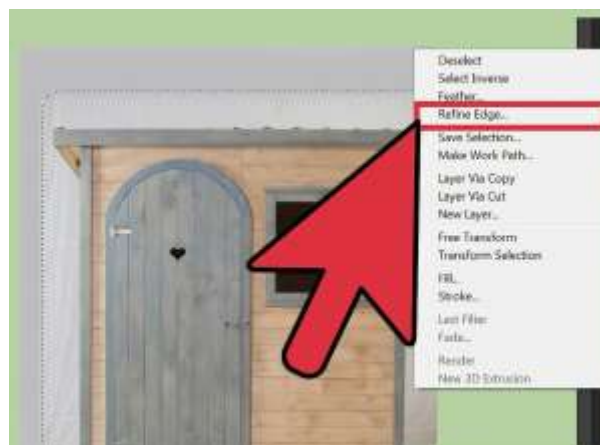 Deselect
Select Inverse
Feather...
Refine Edge...
Save Selection...
Make Work Path...
Layer Via Copy
Layer Via Cut
New Layer...
Free Transform
Transform Selection
Fill...
Stroke...
Last Filter
Fade...
Render
New 3D Extrusion